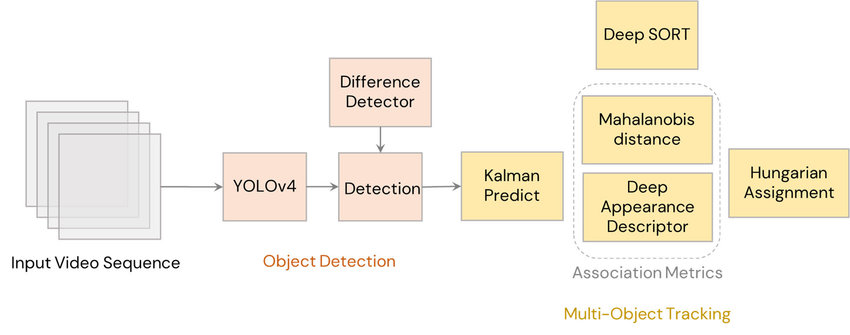 Deep SORT
Difference
Detector
Mahalanobis
distance
YOLOv4
Detection
Kalman
Predict
Deep
Appearance
Descriptor
Hungarian
Assignment
Input Video Sequence
Object Detection
Association Metrics
Multi-Object Tracking